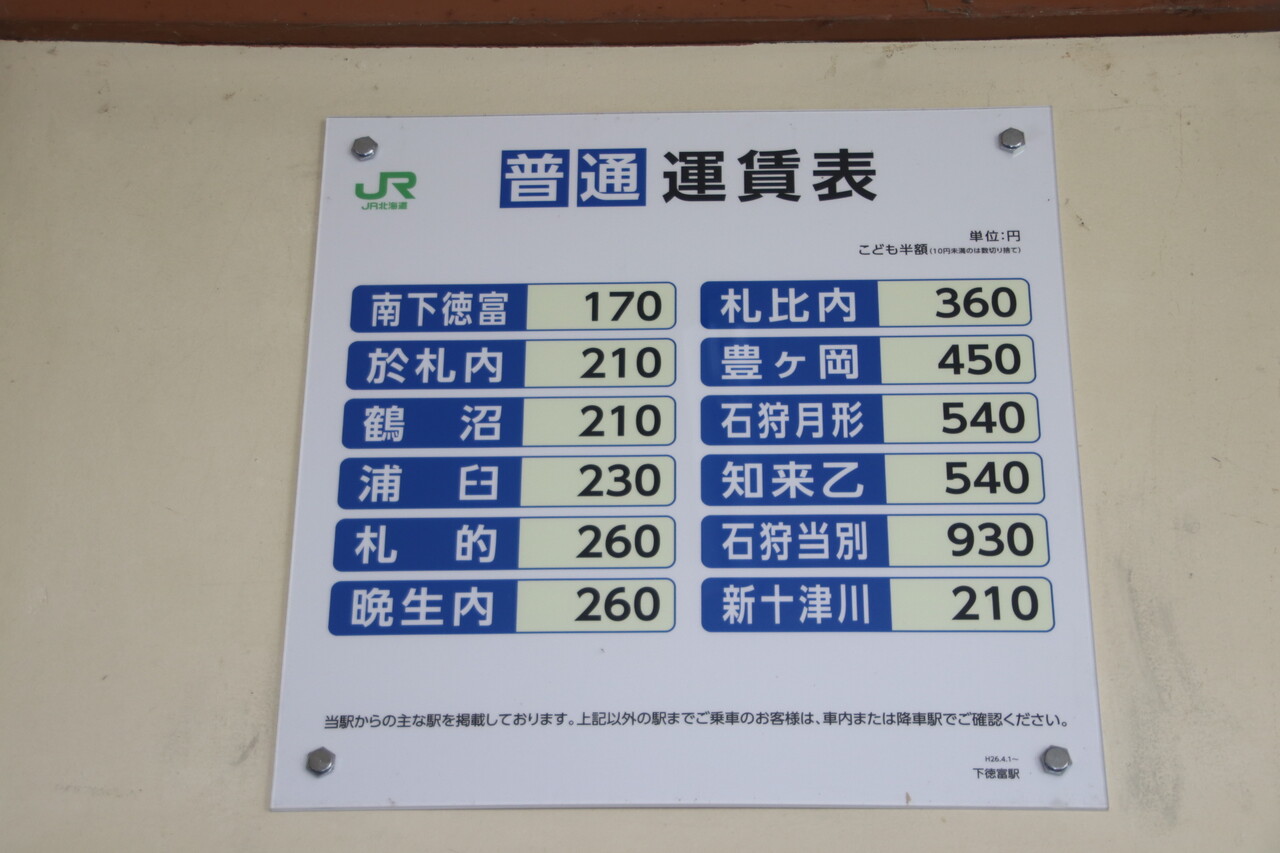 JR
JR北海道
普通運賃表
単位:円
こども半額(10円未満のは数切り捨て)
南下徳富 170
於札内 210
鶴沼 210
浦臼 230
札的 260
晩生内 260
札比内 360
豊ヶ岡 450
石狩月形 540
知来乙 540
石狩当別 930
新十津川 210
当駅からの主な駅を掲載しております。上記以外の駅までご乗車のお客様は、車内または降車駅でご確認ください。
H26.4.1～
下徳富駅